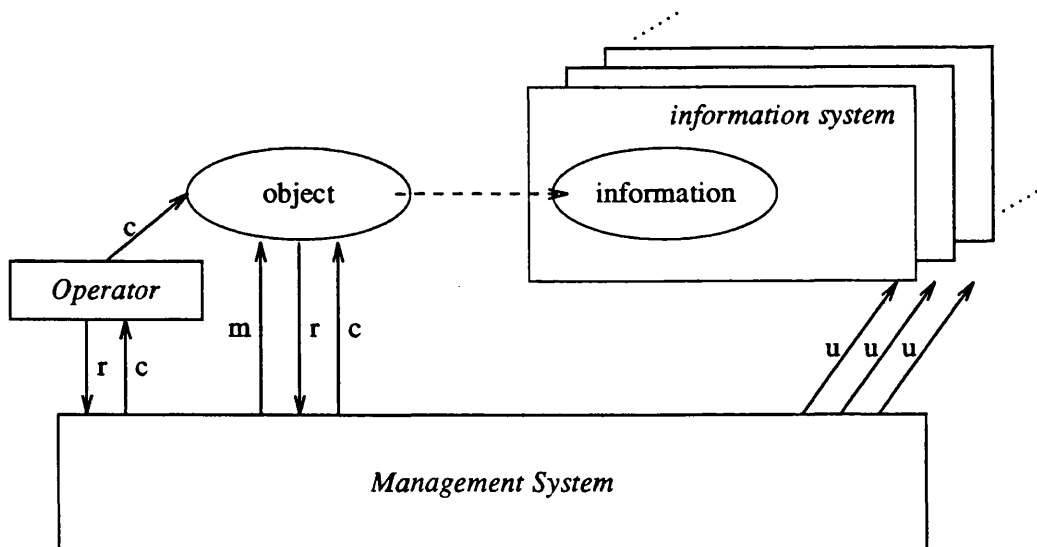 information system
object
information
c
Operator
m
r
c
r
c
u
u
u
Management System